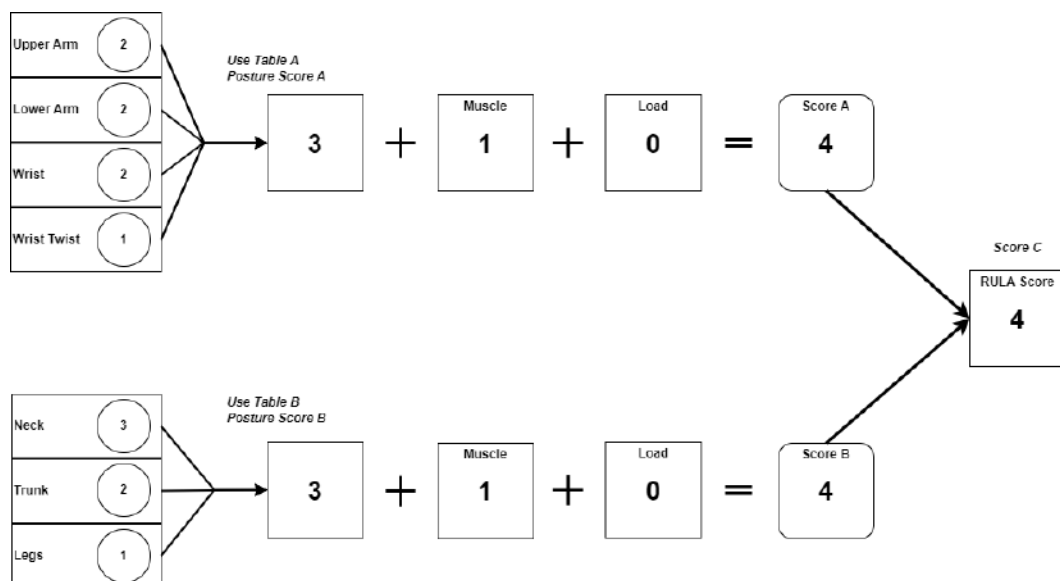 Upper Arm 2
Lower Arm 2
Wrist 2
Wrist Twist 1
Use Table A
Posture Score A
3 + Muscle 1 + Load 0 = Score A 4
Score C
RULA Score
4
Neck 3
Trunk 2
Legs 1
Use Table B
Posture Score B
3 + Muscle 1 + Load 0 = Score B 4